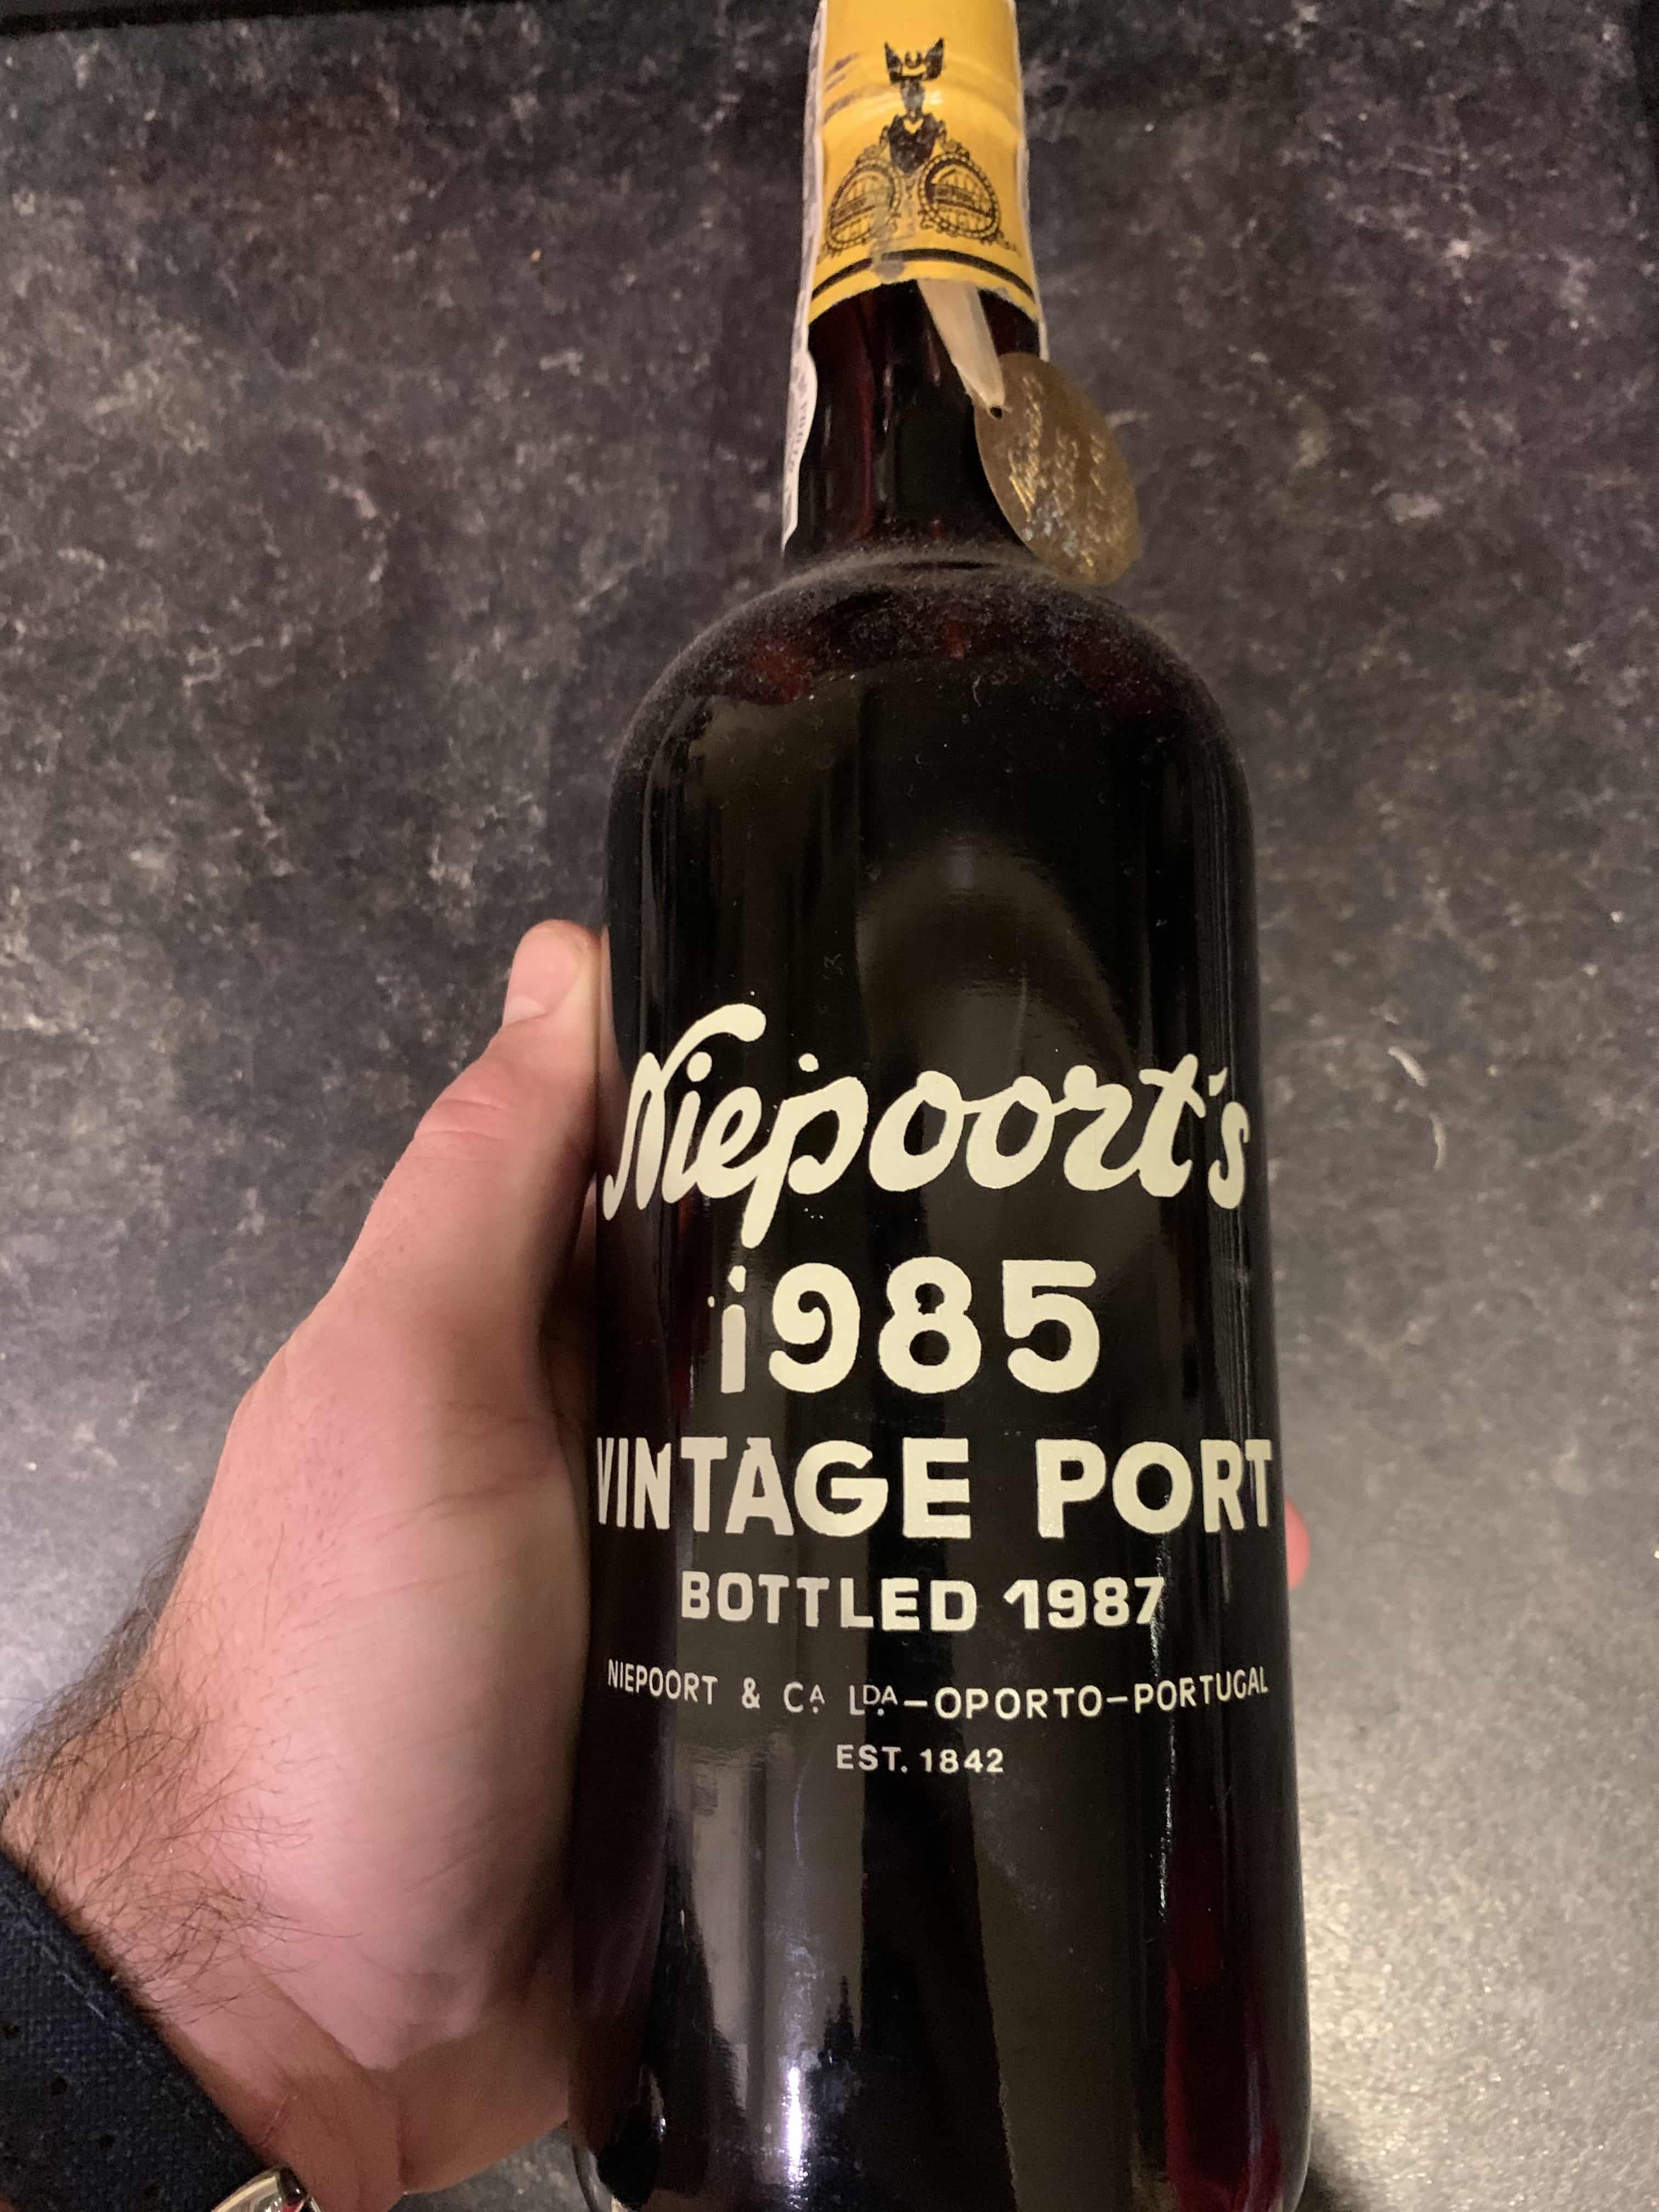 Niepoort's
1985
VINTAGE PORT
BOTTLED 1987
NIEPOORT & CA. LDA.-OPORTO-PORTUGAL
EST. 1842